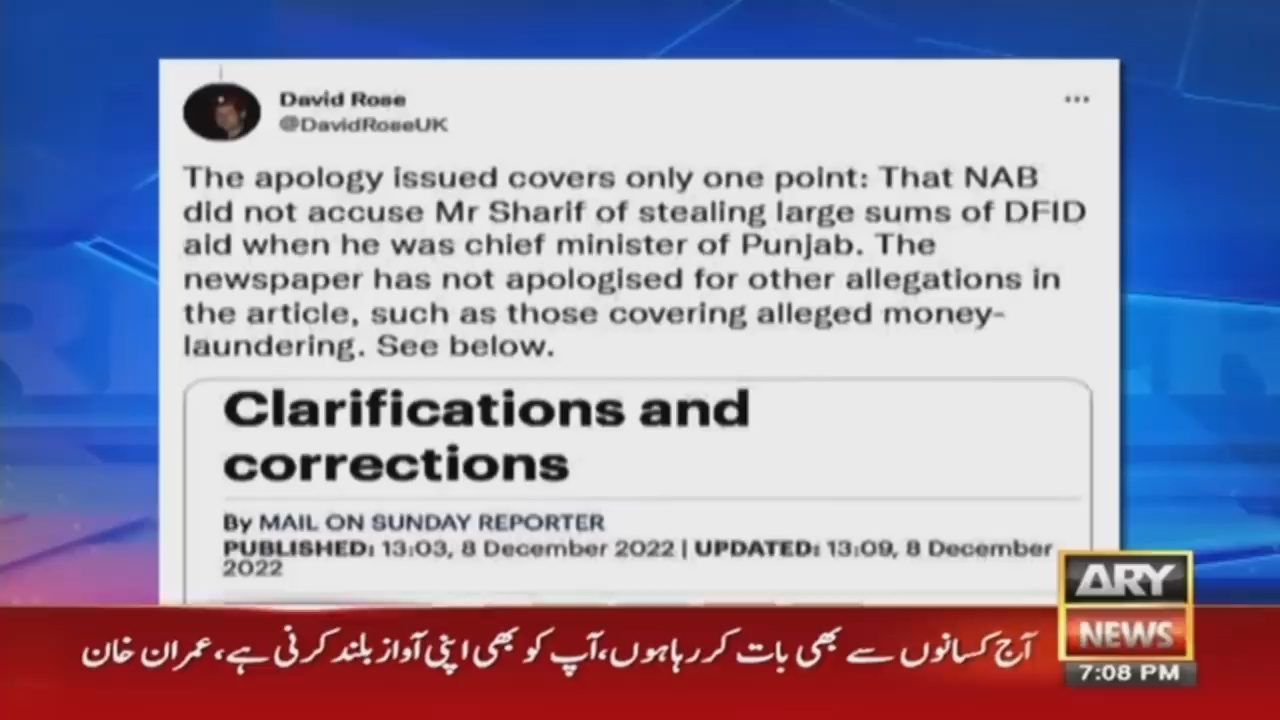 David Rose
@DavidRoseUK
The apology issued covers only one point: That NAB
did not accuse Mr Sharif of stealing large sums of DFID
aid when he was chief minister of Punjab. The
newspaper has not apologised for other allegations in
the article, such as those covering alleged money-
laundering. See below.
Clarifications and
corrections
By MAIL ON SUNDAY REPORTER
PUBLISHED: 13:03, 8 December 2022 | UPDATED: 13:09, 8 December
2022
ARY
NEWS
7:08 PM
آج کسانوں سے بھی بات کر رہا ہوں، آپ کو بھی اپنی آواز بلند کرنی ہے، عمران خان